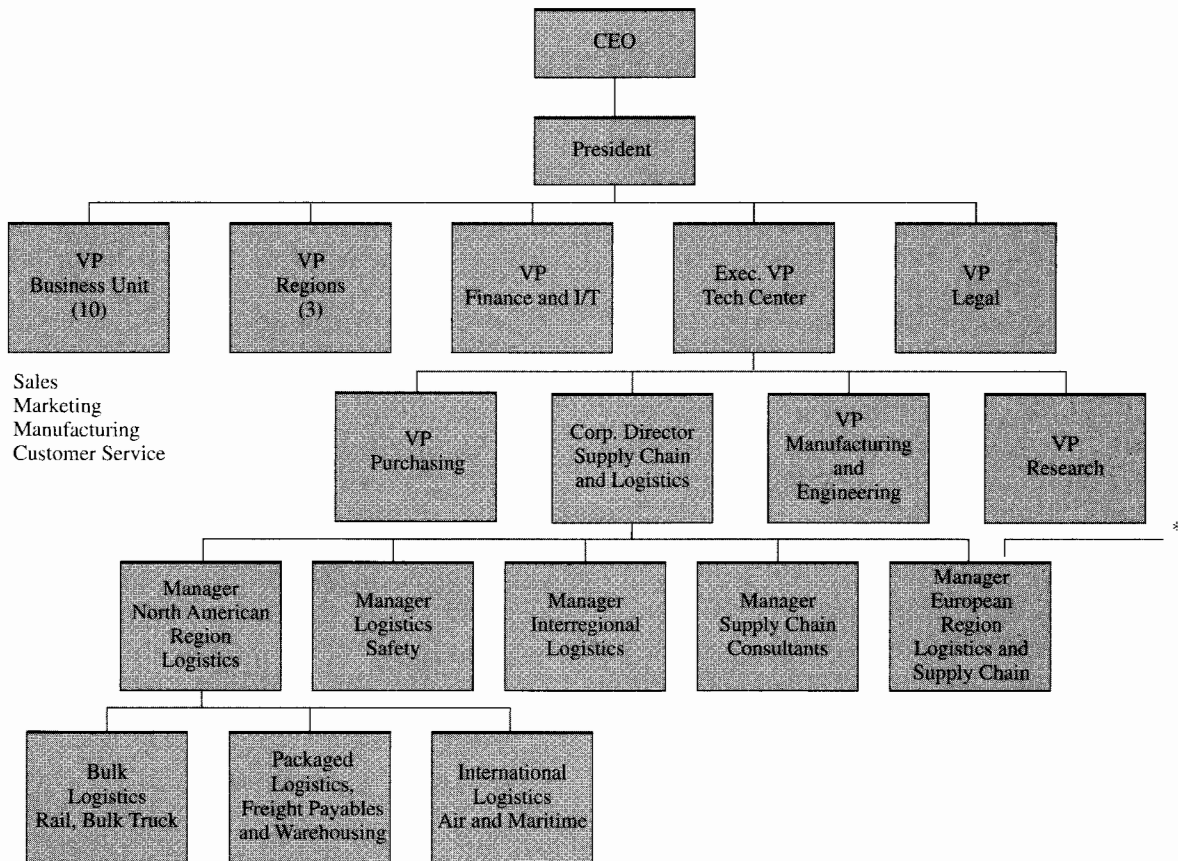 CEO
President
VP
Business Unit
(10)
VP
Regions
(3)
VP
Finance and I/T
Exec. VP
Tech Center
VP
Legal
Sales
Marketing
Manufacturing
Customer Service
VP
Purchasing
Corp. Director
Supply Chain
and Logistics
VP
Manufacturing
and
Engineering
VP
Research
*
Manager
North American
Region
Logistics
Manager
Logistics
Safety
Manager
Interregional
Logistics
Manager
Supply Chain
Consultants
Manager
European
Region
Logistics and
Supply Chain
Bulk
Logistics
Rail, Bulk Truck
Packaged
Logistics,
Freight Payables
and Warehousing
International
Logistics
Air and Maritime